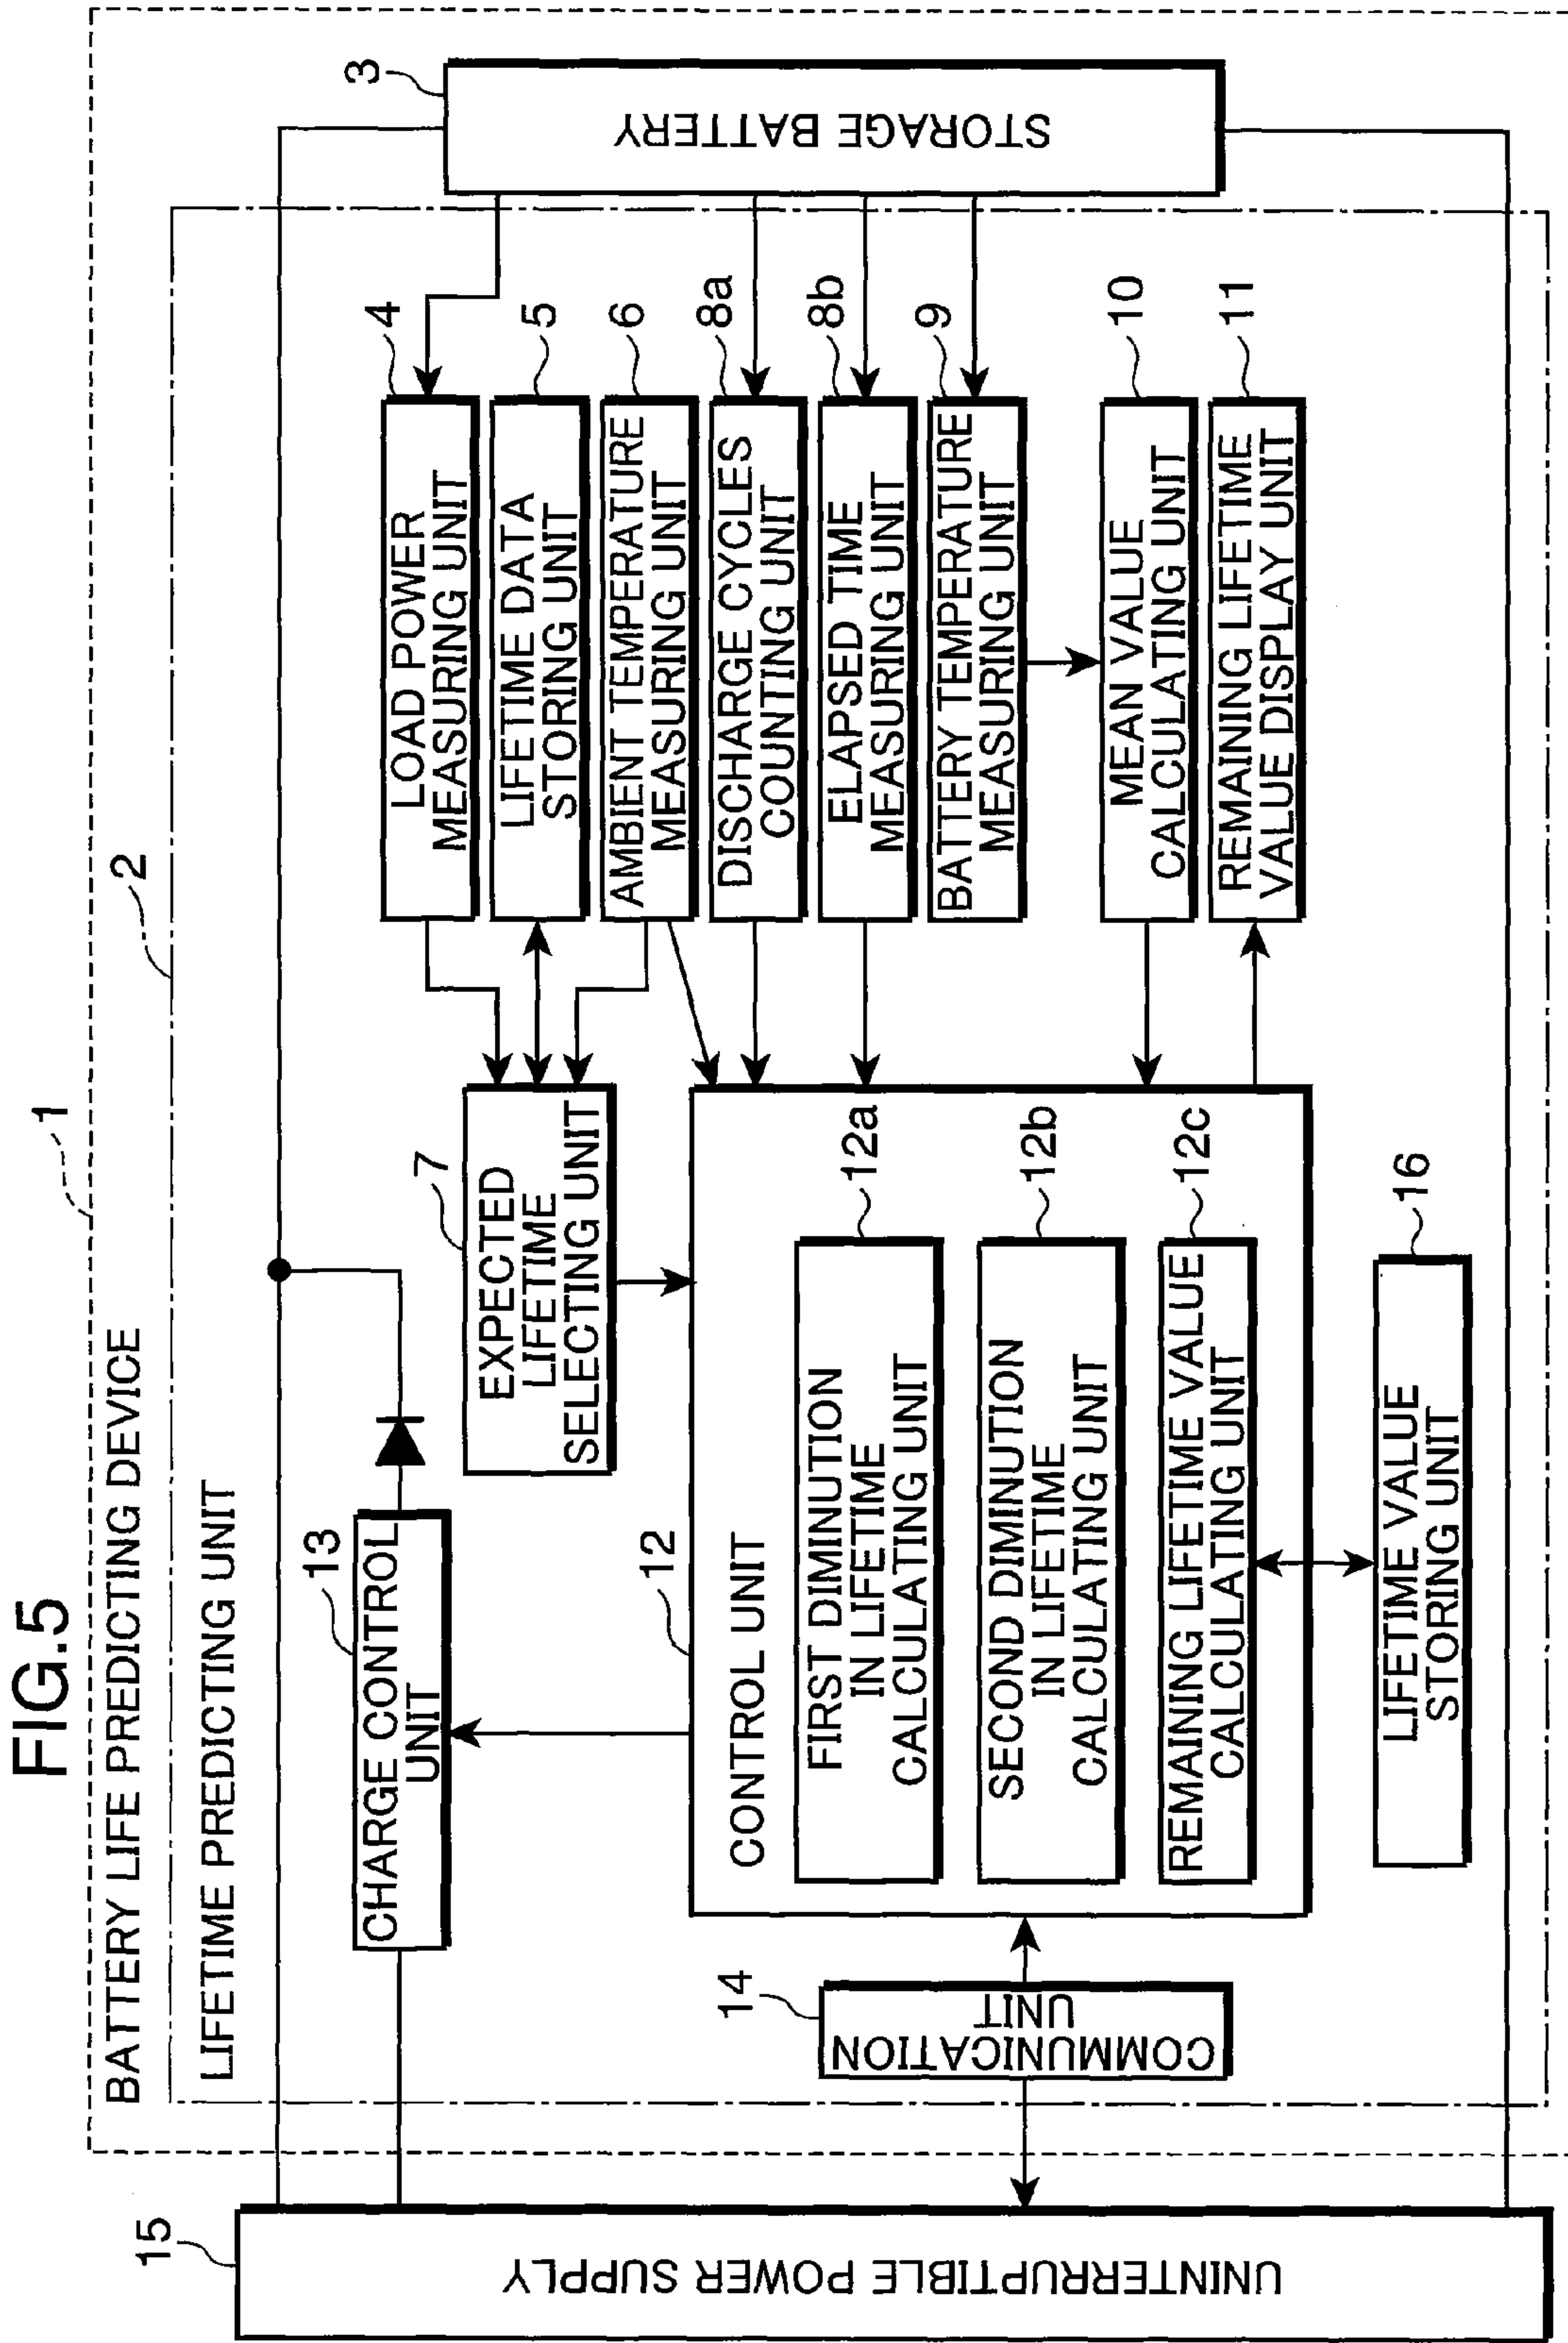 FIG.5
1
BATTERY LIFE PREDICTING DEVICE
2
LIFETIME PREDICTING UNIT
15
UNINTERRUPTIBLE POWER SUPPLY
13
CHARGE CONTROL
UNIT
14
COMMUNICATION
UNIT
12
CONTROL UNIT
FIRST DIMINUTION
IN LIFETIME
CALCULATING UNIT
12a
SECOND DIMINUTION
IN LIFETIME
CALCULATING UNIT
12b
REMAINING LIFETIME VALUE
CALCULATING UNIT
12c
LIFETIME VALUE
STORING UNIT
16
7
EXPECTED
LIFETIME
SELECTING UNIT
4
LOAD POWER
MEASURING UNIT
5
LIFETIME DATA
STORING UNIT
6
AMBIENT TEMPERATURE
MEASURING UNIT
8a
DISCHARGE CYCLES
COUNTING UNIT
8b
ELAPSED TIME
MEASURING UNIT
9
BATTERY TEMPERATURE
MEASURING UNIT
10
MEAN VALUE
CALCULATING UNIT
11
REMAINING LIFETIME
VALUE DISPLAY UNIT
3
STORAGE BATTERY